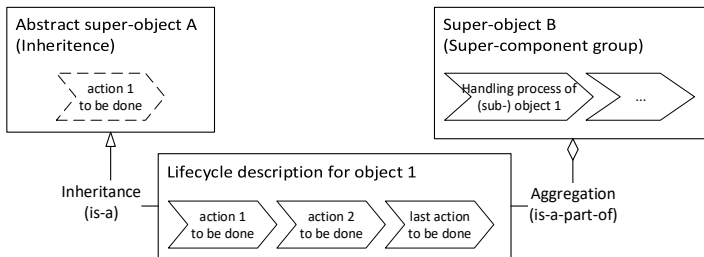 Abstract super-object A
(Inheritence)
action 1
to be done
Super-object B
(Super-component group)
Handling process of
(sub-) object 1
...
Inheritance
(is-a)
Lifecycle description for object 1
action 1
to be done
action 2
to be done
last action
to be done
Aggregation
(is-a-part-of)